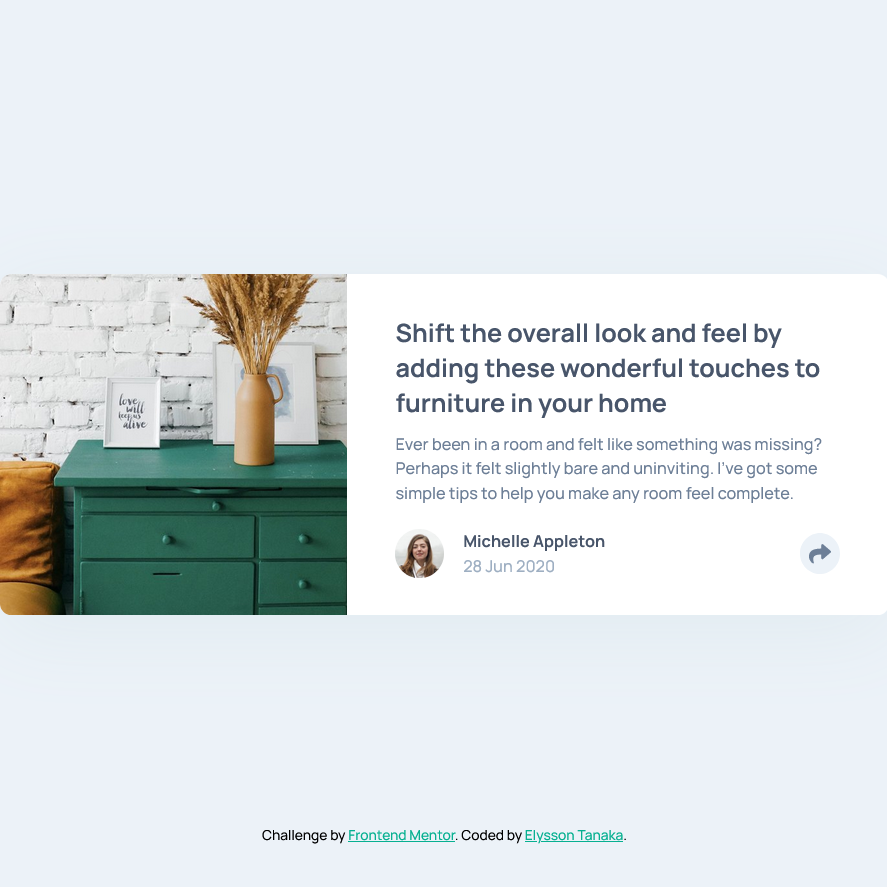 love
will
keep us
alive
Shift the overall look and feel by
adding these wonderful touches to
furniture in your home
Ever been in a room and felt like something was missing?
Perhaps it felt slightly bare and uninviting. I've got some
simple tips to help you make any room feel complete.
Michelle Appleton
28 Jun 2020
Challenge by Frontend Mentor. Coded by Elysson Tanaka.